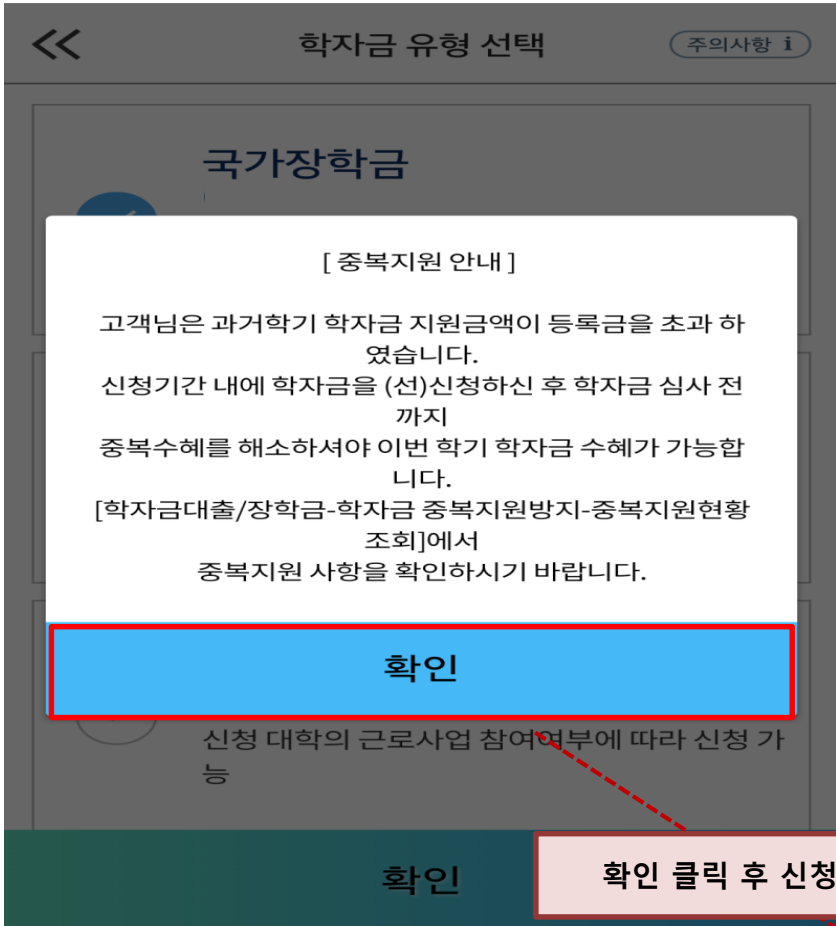 학자금 유형 선택
주의사항 i
국가장학금
[ 중복지원 안내 ]
고객님은 과거학기 학자금 지원금액이 등록금을 초과 하
였습니다.
신청기간 내에 학자금을 (선)신청하신 후 학자금 심사 전
까지
중복수혜를 해소하셔야 이번 학기 학자금 수혜가 가능합
니다.
[학자금대출/장학금-학자금 중복지원방지-중복지원현황
조회]에서
중복지원 사항을 확인하시기 바랍니다.
확인
신청 대학의 근로사업 참여여부에 따라 신청 가
능
확인
확인 클릭 후 신청